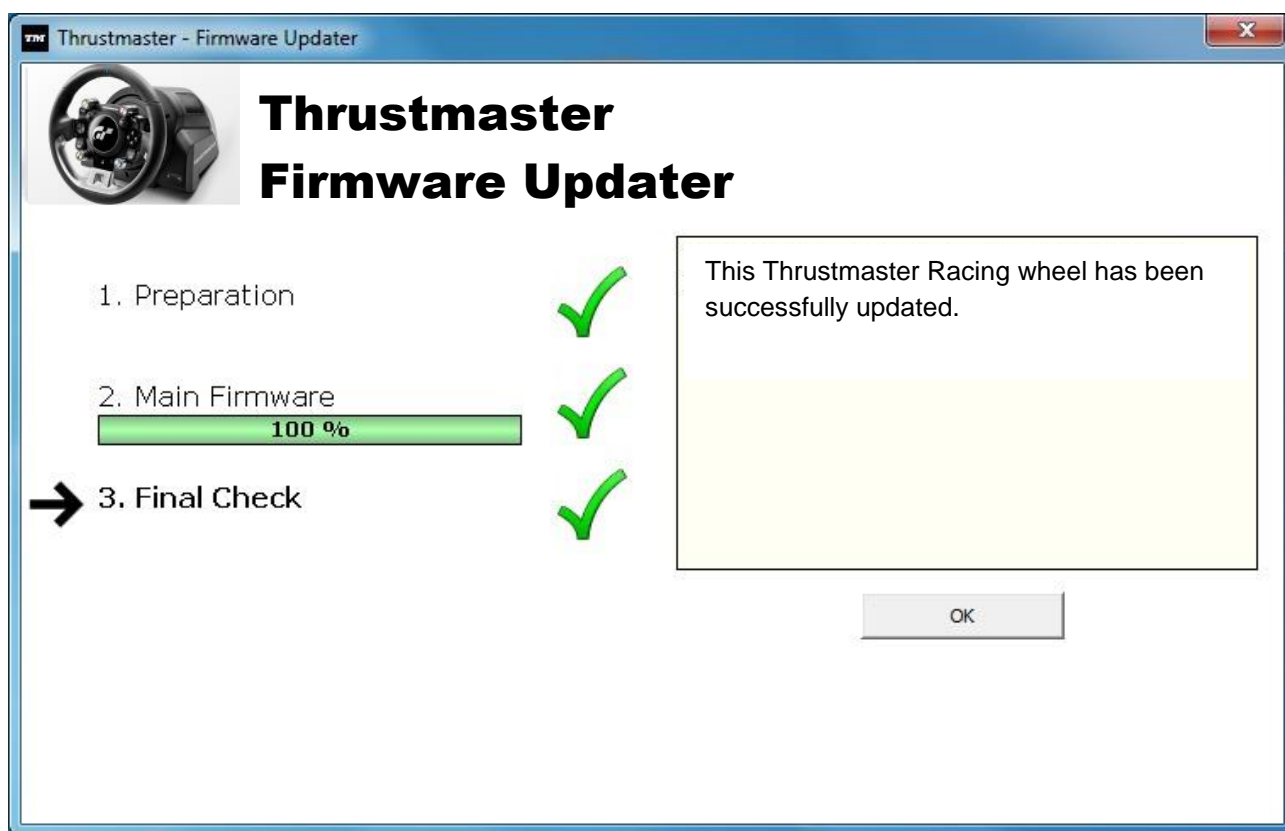 TM Thrustmaster - Firmware Updater
Thrustmaster
Firmware Updater
1. Preparation
This Thrustmaster Racing wheel has been
successfully updated.
2. Main Firmware
100 %
3. Final Check
OK